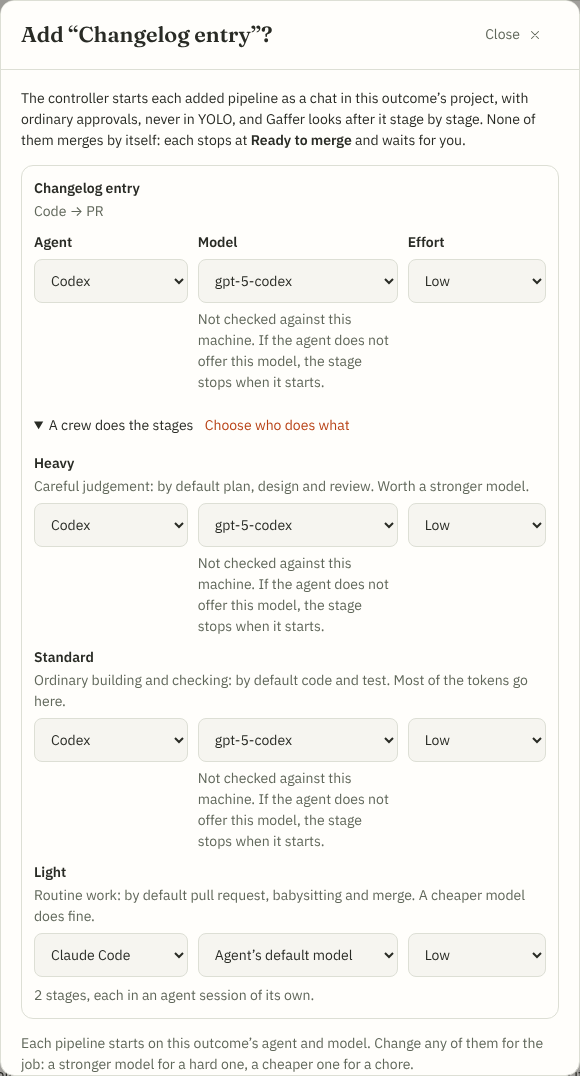 Add “Changelog entry”?
Close ×
The controller starts each added pipeline as a chat in this outcome’s project, with
ordinary approvals, never in YOLO, and Gaffer looks after it stage by stage. None of
them merges by itself: each stops at Ready to merge and waits for you.
Changelog entry
Code → PR
Agent Model Effort
Codex gpt-5-codex Low
Not checked against this
machine. If the agent does not
offer this model, the stage
stops when it starts.
▼ A crew does the stages Choose who does what
Heavy
Careful judgement: by default plan, design and review. Worth a stronger model.
Codex gpt-5-codex Low
Not checked against this
machine. If the agent does not
offer this model, the stage
stops when it starts.
Standard
Ordinary building and checking: by default code and test. Most of the tokens go
here.
Codex gpt-5-codex Low
Not checked against this
machine. If the agent does not
offer this model, the stage
stops when it starts.
Light
Routine work: by default pull request, babysitting and merge. A cheaper model
does fine.
Claude Code Agent’s default model Low
2 stages, each in an agent session of its own.
Each pipeline starts on this outcome’s agent and model. Change any of them for the
job: a stronger model for a hard one, a cheaper one for a chore.